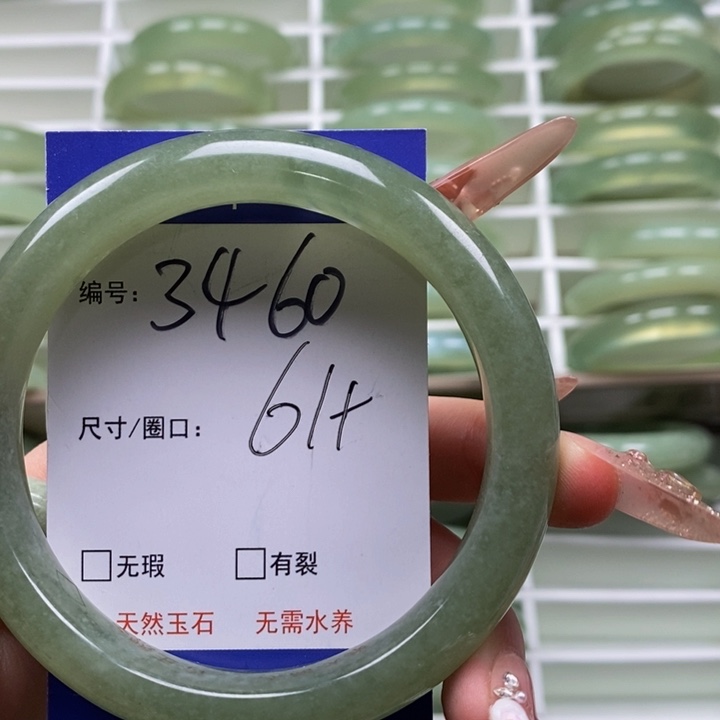 编号: 3460
尺寸/圈口: 61+
□无瑕 □有裂
天然玉石 无需水养